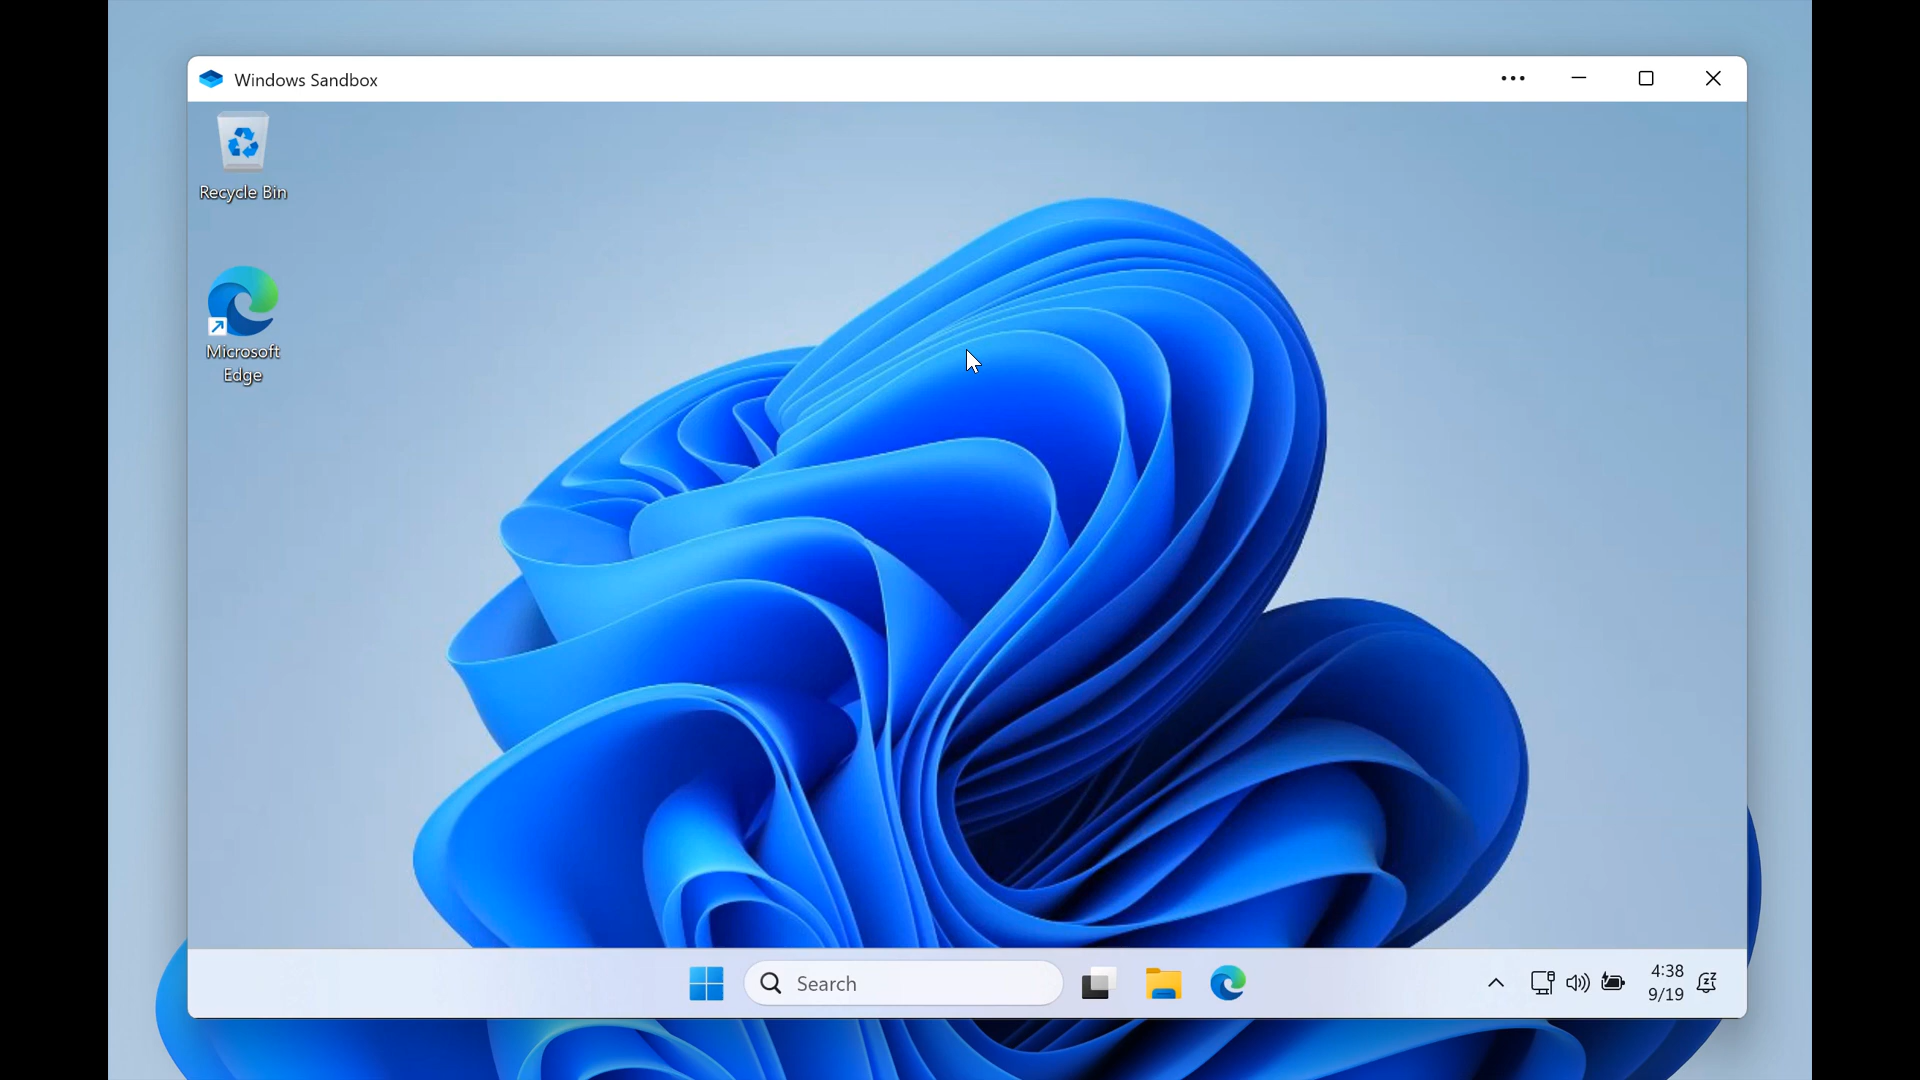 Windows Sandbox
Recycle Bin
Microsoft
Edge
Search
4:38
9/19